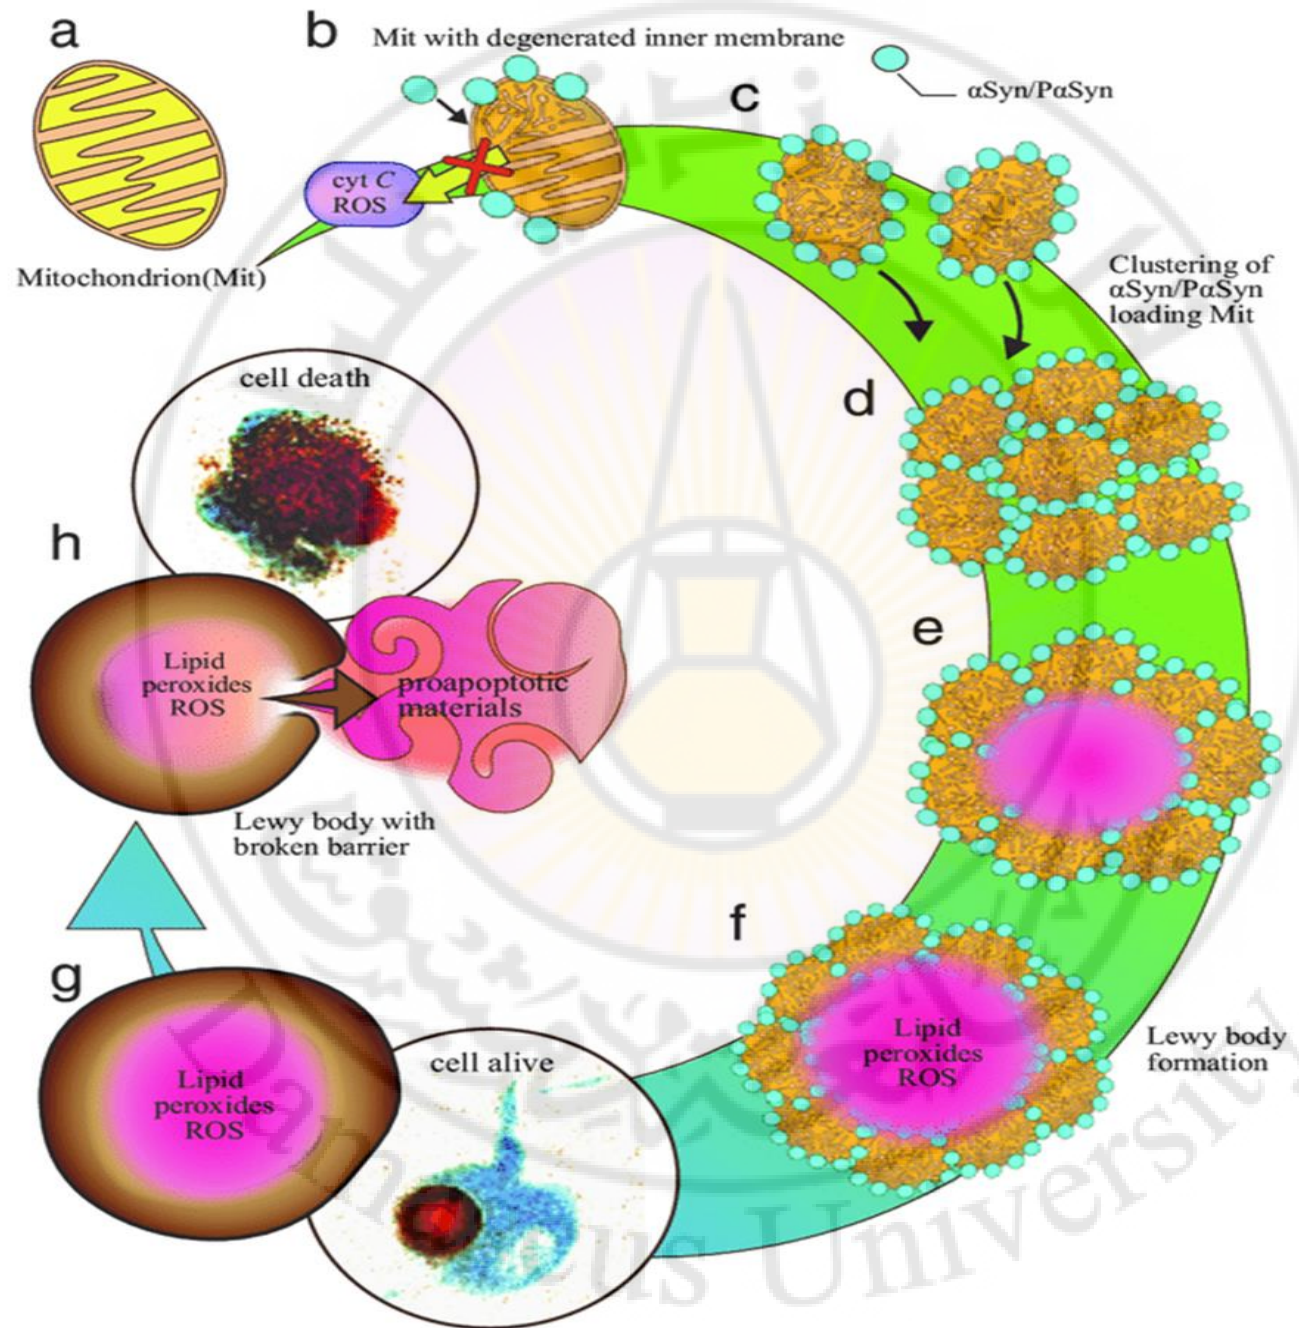 a
b
Mit with degenerated inner membrane
αSyn/PαSyn
c
cyt C
ROS
Mitochondrion(Mit)
Clustering of
αSyn/PαSyn
loading Mit
d
cell death
h
e
Lipid
peroxides
ROS
proapoptotic
materials
Lewy body with
broken barrier
f
g
Lipid
peroxides
ROS
Lewy body
formation
cell alive
Lipid
peroxides
ROS
Damascus University